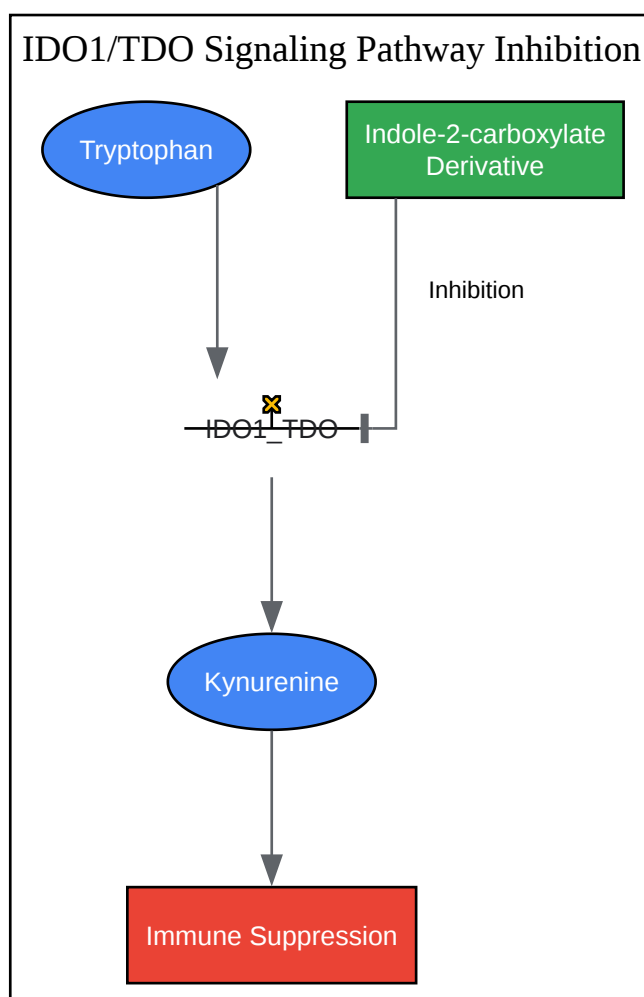 IDO1/TDO Signaling Pathway Inhibition
Tryptophan
Indole-2-carboxylate
Derivative
Inhibition
IDO1_TDO
Kynurenine
Immune Suppression